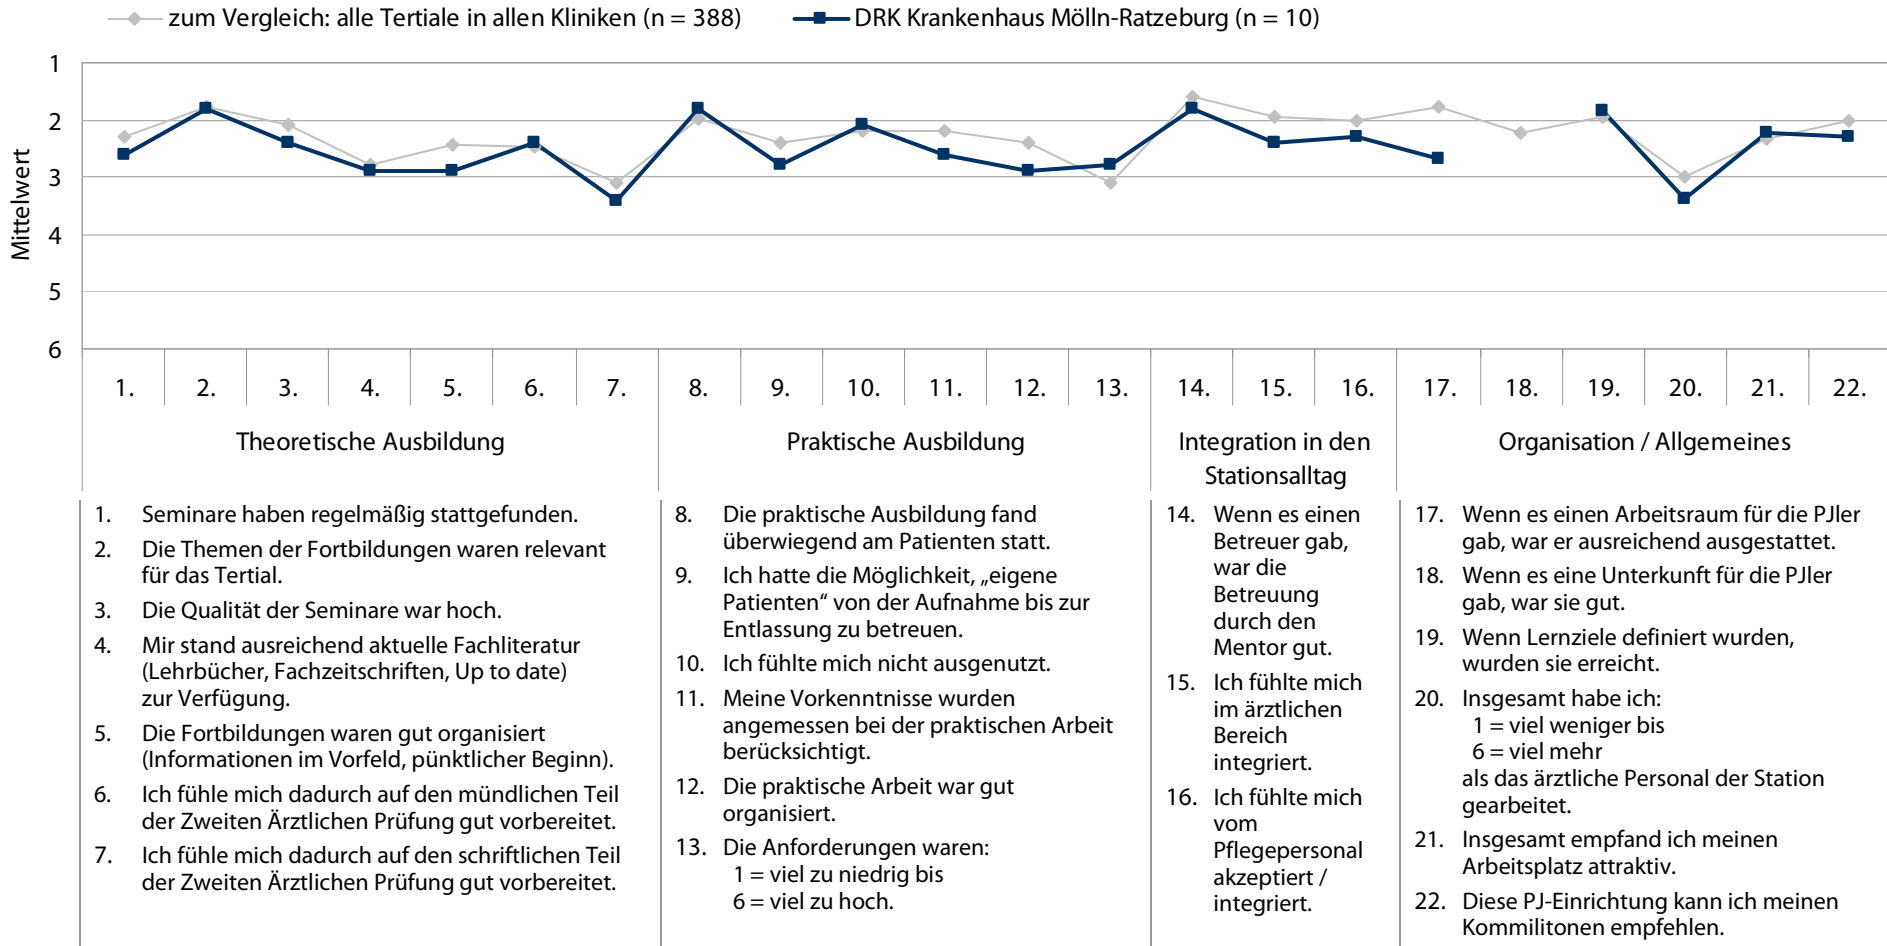 zum Vergleich: alle Tertiale in allen Kliniken (n = 388)
DRK Krankenhaus Mölln-Ratzeburg (n = 10)
Mittelwert
1
2
3
4
5
6
1. 2. 3. 4. 5. 6. 7. 8. 9. 10. 11. 12. 13. 14. 15. 16. 17. 18. 19. 20. 21. 22.
Theoretische Ausbildung
Praktische Ausbildung
Integration in den
Stationsalltag
Organisation / Allgemeines
1. Seminare haben regelmäßig stattgefunden.
2. Die Themen der Fortbildungen waren relevant
für das Tertial.
3. Die Qualität der Seminare war hoch.
4. Mir stand ausreichend aktuelle Fachliteratur
(Lehrbücher, Fachzeitschriften, Up to date)
zur Verfügung.
5. Die Fortbildungen waren gut organisiert
(Informationen im Vorfeld, pünktlicher Beginn).
6. Ich fühle mich dadurch auf den mündlichen Teil
der Zweiten Ärztlichen Prüfung gut vorbereitet.
7. Ich fühle mich dadurch auf den schriftlichen Teil
der Zweiten Ärztlichen Prüfung gut vorbereitet.
8. Die praktische Ausbildung fand
überwiegend am Patienten statt.
9. Ich hatte die Möglichkeit, „eigene
Patienten“ von der Aufnahme bis zur
Entlassung zu betreuen.
10. Ich fühlte mich nicht ausgenutzt.
11. Meine Vorkenntnisse wurden
angemessen bei der praktischen Arbeit
berücksichtigt.
12. Die praktische Arbeit war gut
organisiert.
13. Die Anforderungen waren:
1 = viel zu niedrig bis
6 = viel zu hoch.
14. Wenn es einen
Betreuer gab,
war die
Betreuung
durch den
Mentor gut.
15. Ich fühlte mich
im ärztlichen
Bereich
integriert.
16. Ich fühlte mich
vom
Pflegepersonal
akzeptiert /
integriert.
17. Wenn es einen Arbeitsraum für die PJler
gab, war er ausreichend ausgestattet.
18. Wenn es eine Unterkunft für die PJler
gab, war sie gut.
19. Wenn Lernziele definiert wurden,
wurden sie erreicht.
20. Insgesamt habe ich:
1 = viel weniger bis
6 = viel mehr
als das ärztliche Personal der Station
gearbeitet.
21. Insgesamt empfand ich meinen
Arbeitsplatz attraktiv.
22. Diese PJ-Einrichtung kann ich meinen
Kommilitonen empfehlen.